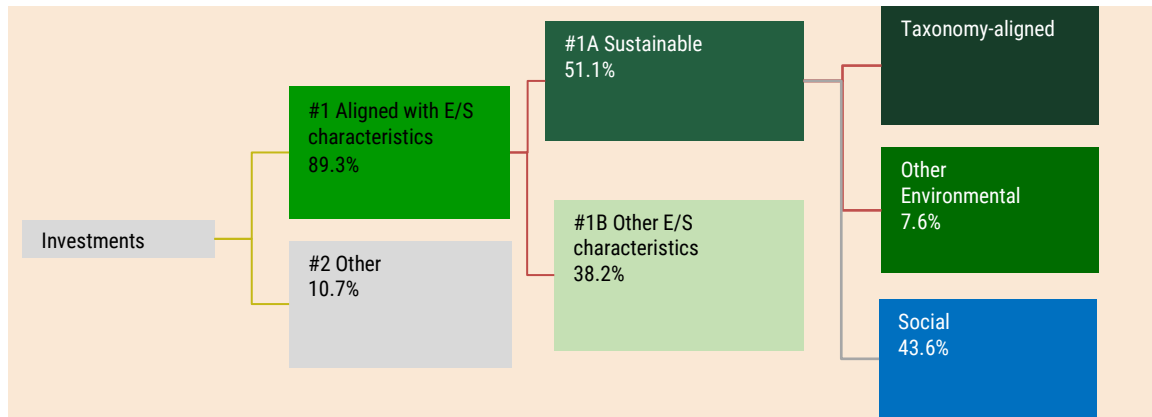 Investments
#1 Aligned with E/S
characteristics
89.3%
#2 Other
10.7%
#1A Sustainable
51.1%
#1B Other E/S
characteristics
38.2%
Taxonomy-aligned
Other
Environmental
7.6%
Social
43.6%